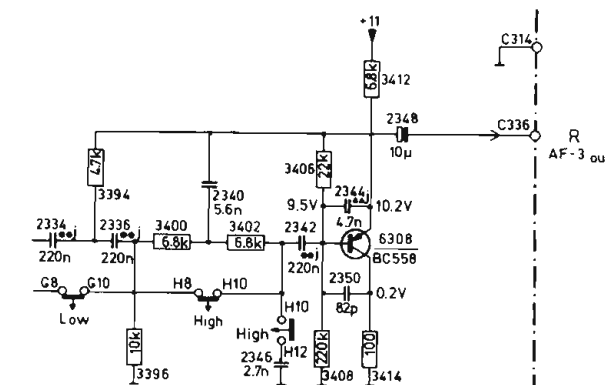 +11
C314
6.8k
3412
2348
C336
R
10µ
AF-3 ou
4.7k
3406
22k
3394
2340
5.6n
2344 j
9.5V
10.2V
4.7n
2334 j
2336 j
3400
3402
2342
6308
220n
220n
6.8k
6.8k
220n
j
BC558
G8
G10
H8
H10
2350
0.2V
82p
Low
High
H10
High
10k
H12
220k
100
2346
2.7n
3396
3408
3414